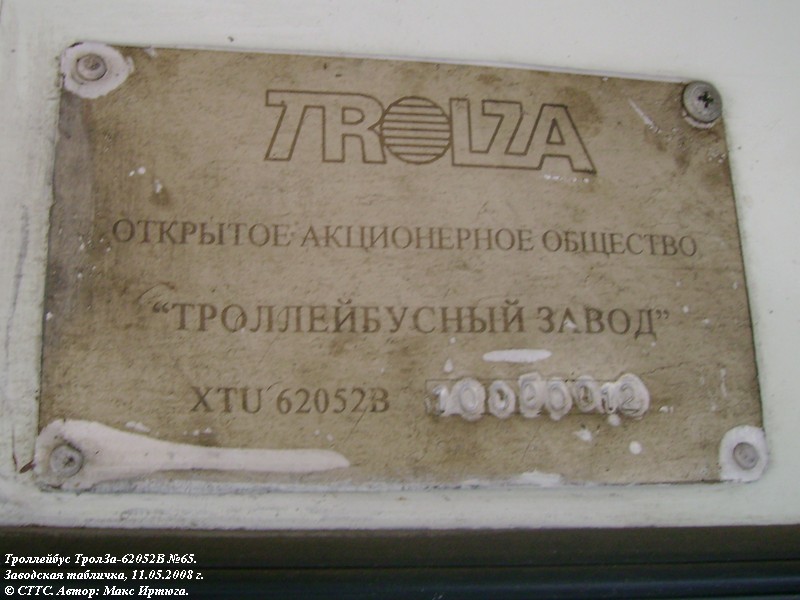 TROLZA
ОТКРЫТОЕ АКЦИОНЕРНОЕ ОБЩЕСТВО
“ТРОЛЛЕЙБУСНЫЙ ЗАВОД”
XTU 62052В
Троллейбус ТролЗа-62052В №65.
Заводская табличка, 11.05.2008 г.
© СТТС. Автор: Макс Иртюга.